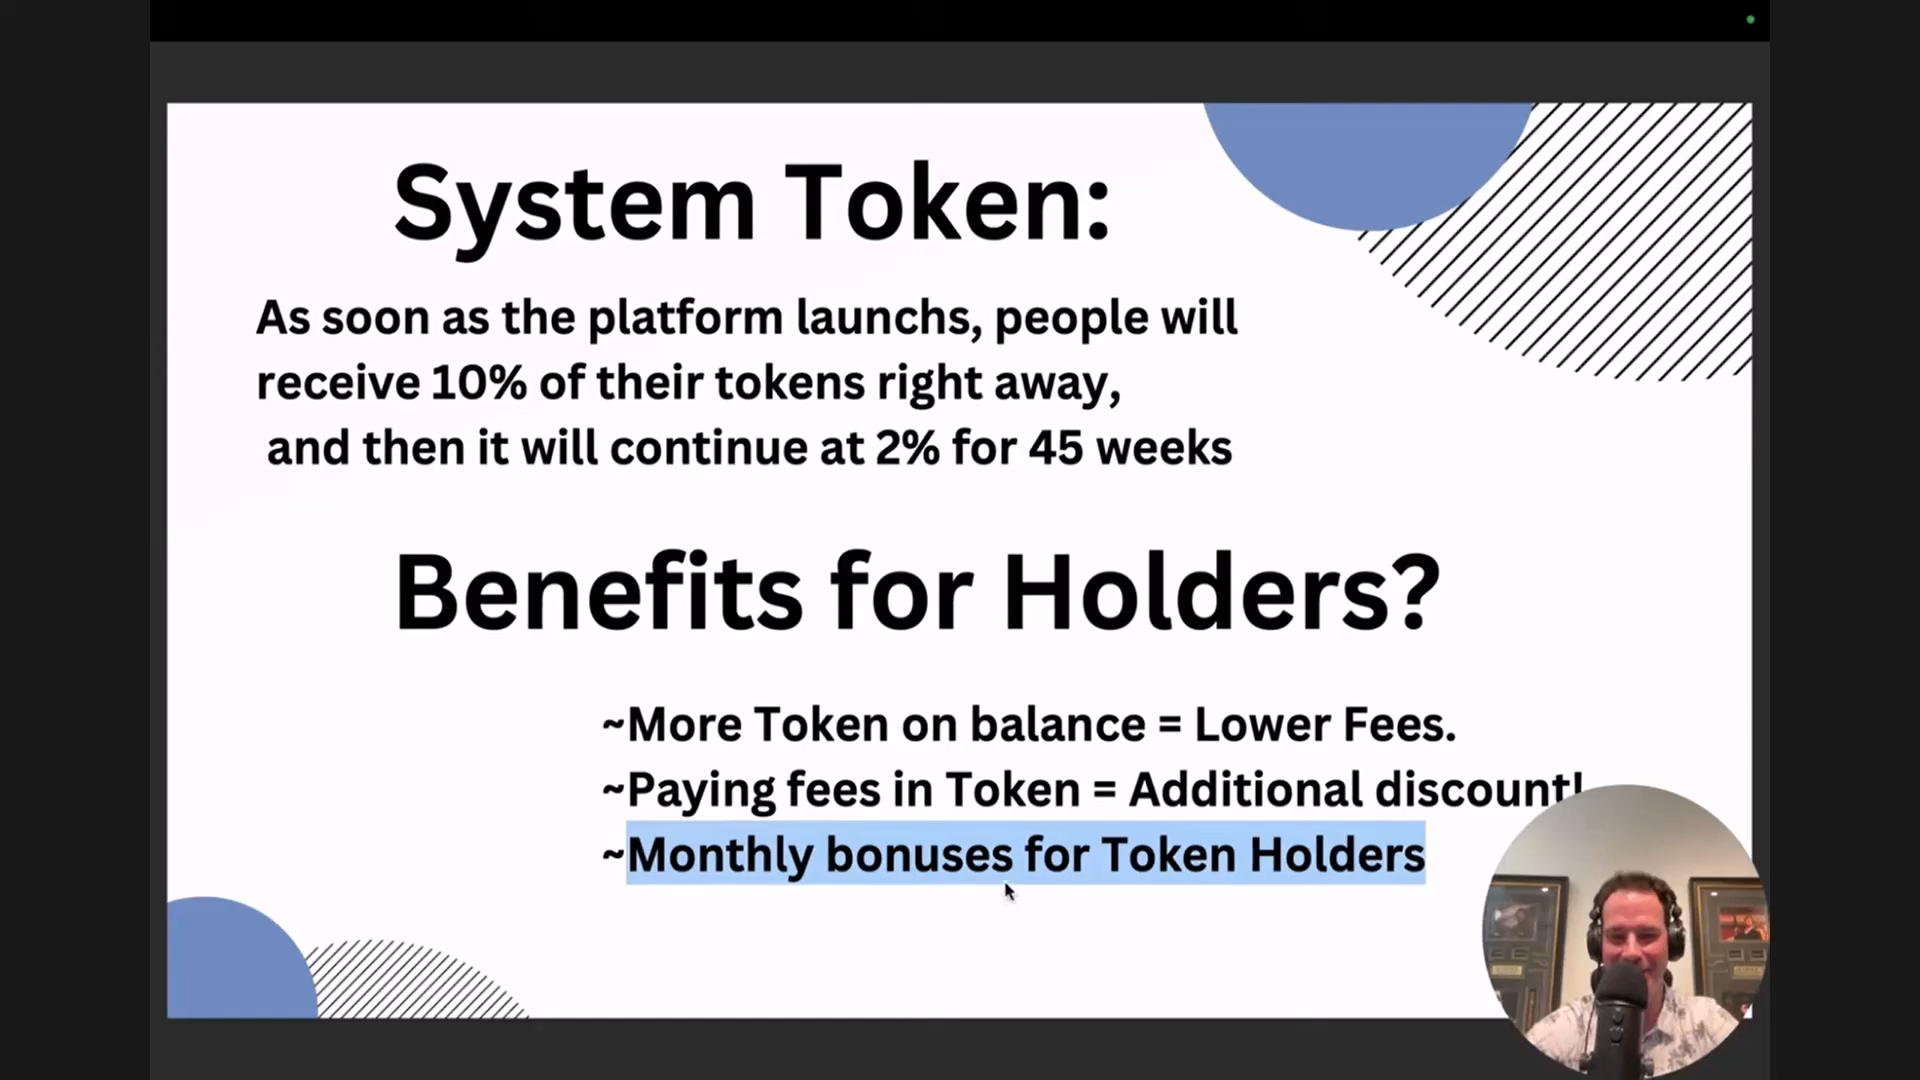 System Token:
As soon as the platform launchs, people will
receive 10% of their tokens right away,
and then it will continue at 2% for 45 weeks
Benefits for Holders?
~More Token on balance = Lower Fees.
~Paying fees in Token = Additional discount!
~Monthly bonuses for Token Holders